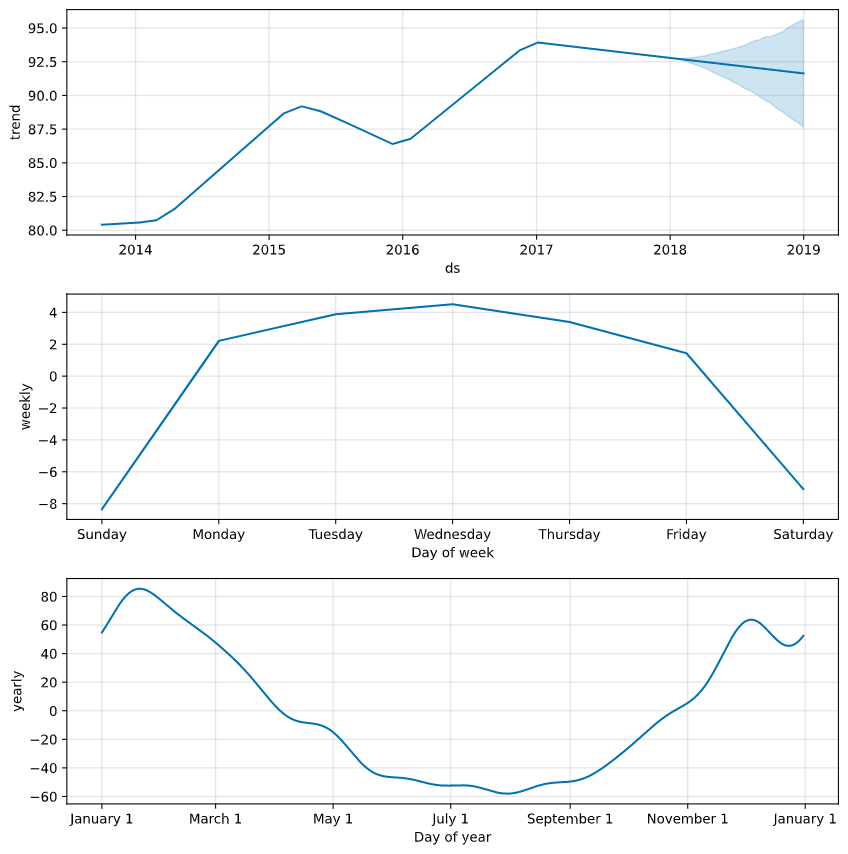 95.0
92.5
90.0
87.5
85.0
82.5
80.0
trend
2014 2015 2016 2017 2018 2019
ds
4
2
0
−2
−4
−6
−8
weekly
Sunday Monday Tuesday Wednesday Thursday Friday Saturday
Day of week
80
60
40
20
0
−20
−40
−60
yearly
January 1 March 1 May 1 July 1 September 1 November 1 January 1
Day of year